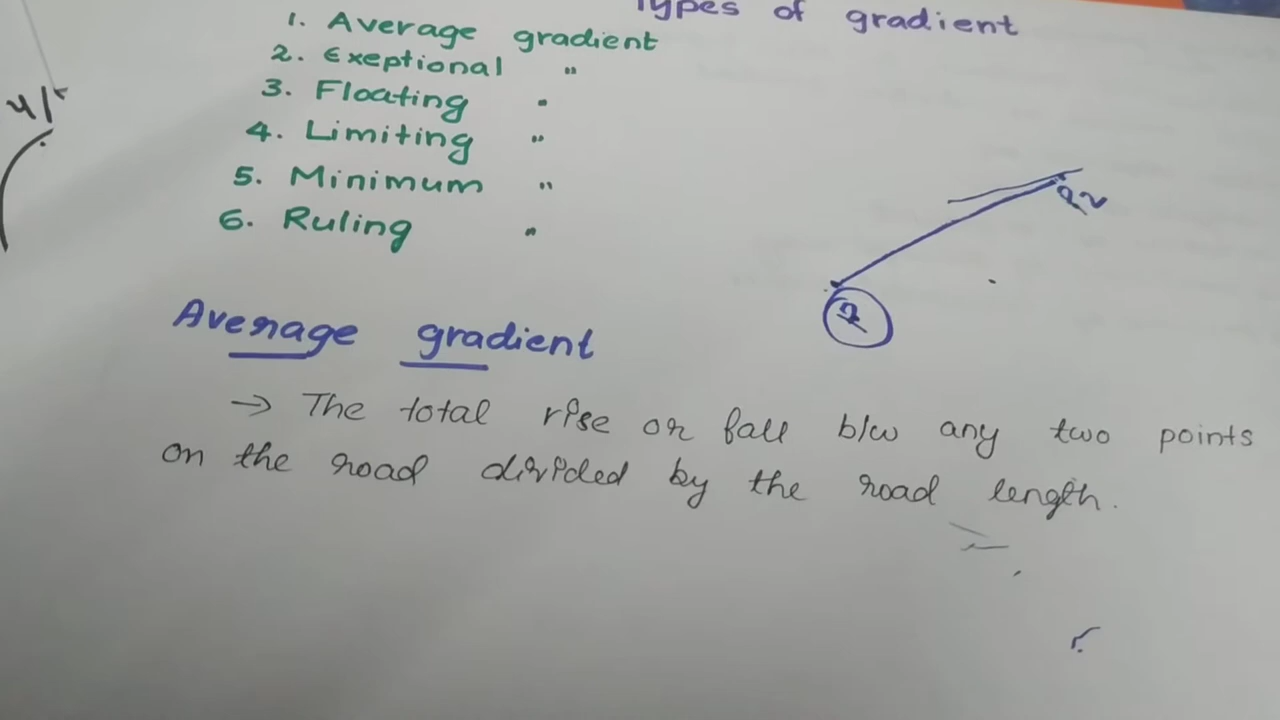 Types of gradient
1. Average gradient
2. Exeptional "
3. Floating "
4. Limiting "
5. Minimum "
6. Ruling "
Average gradient
→ The total rise or fall b/w any two points
on the road divided by the road length.